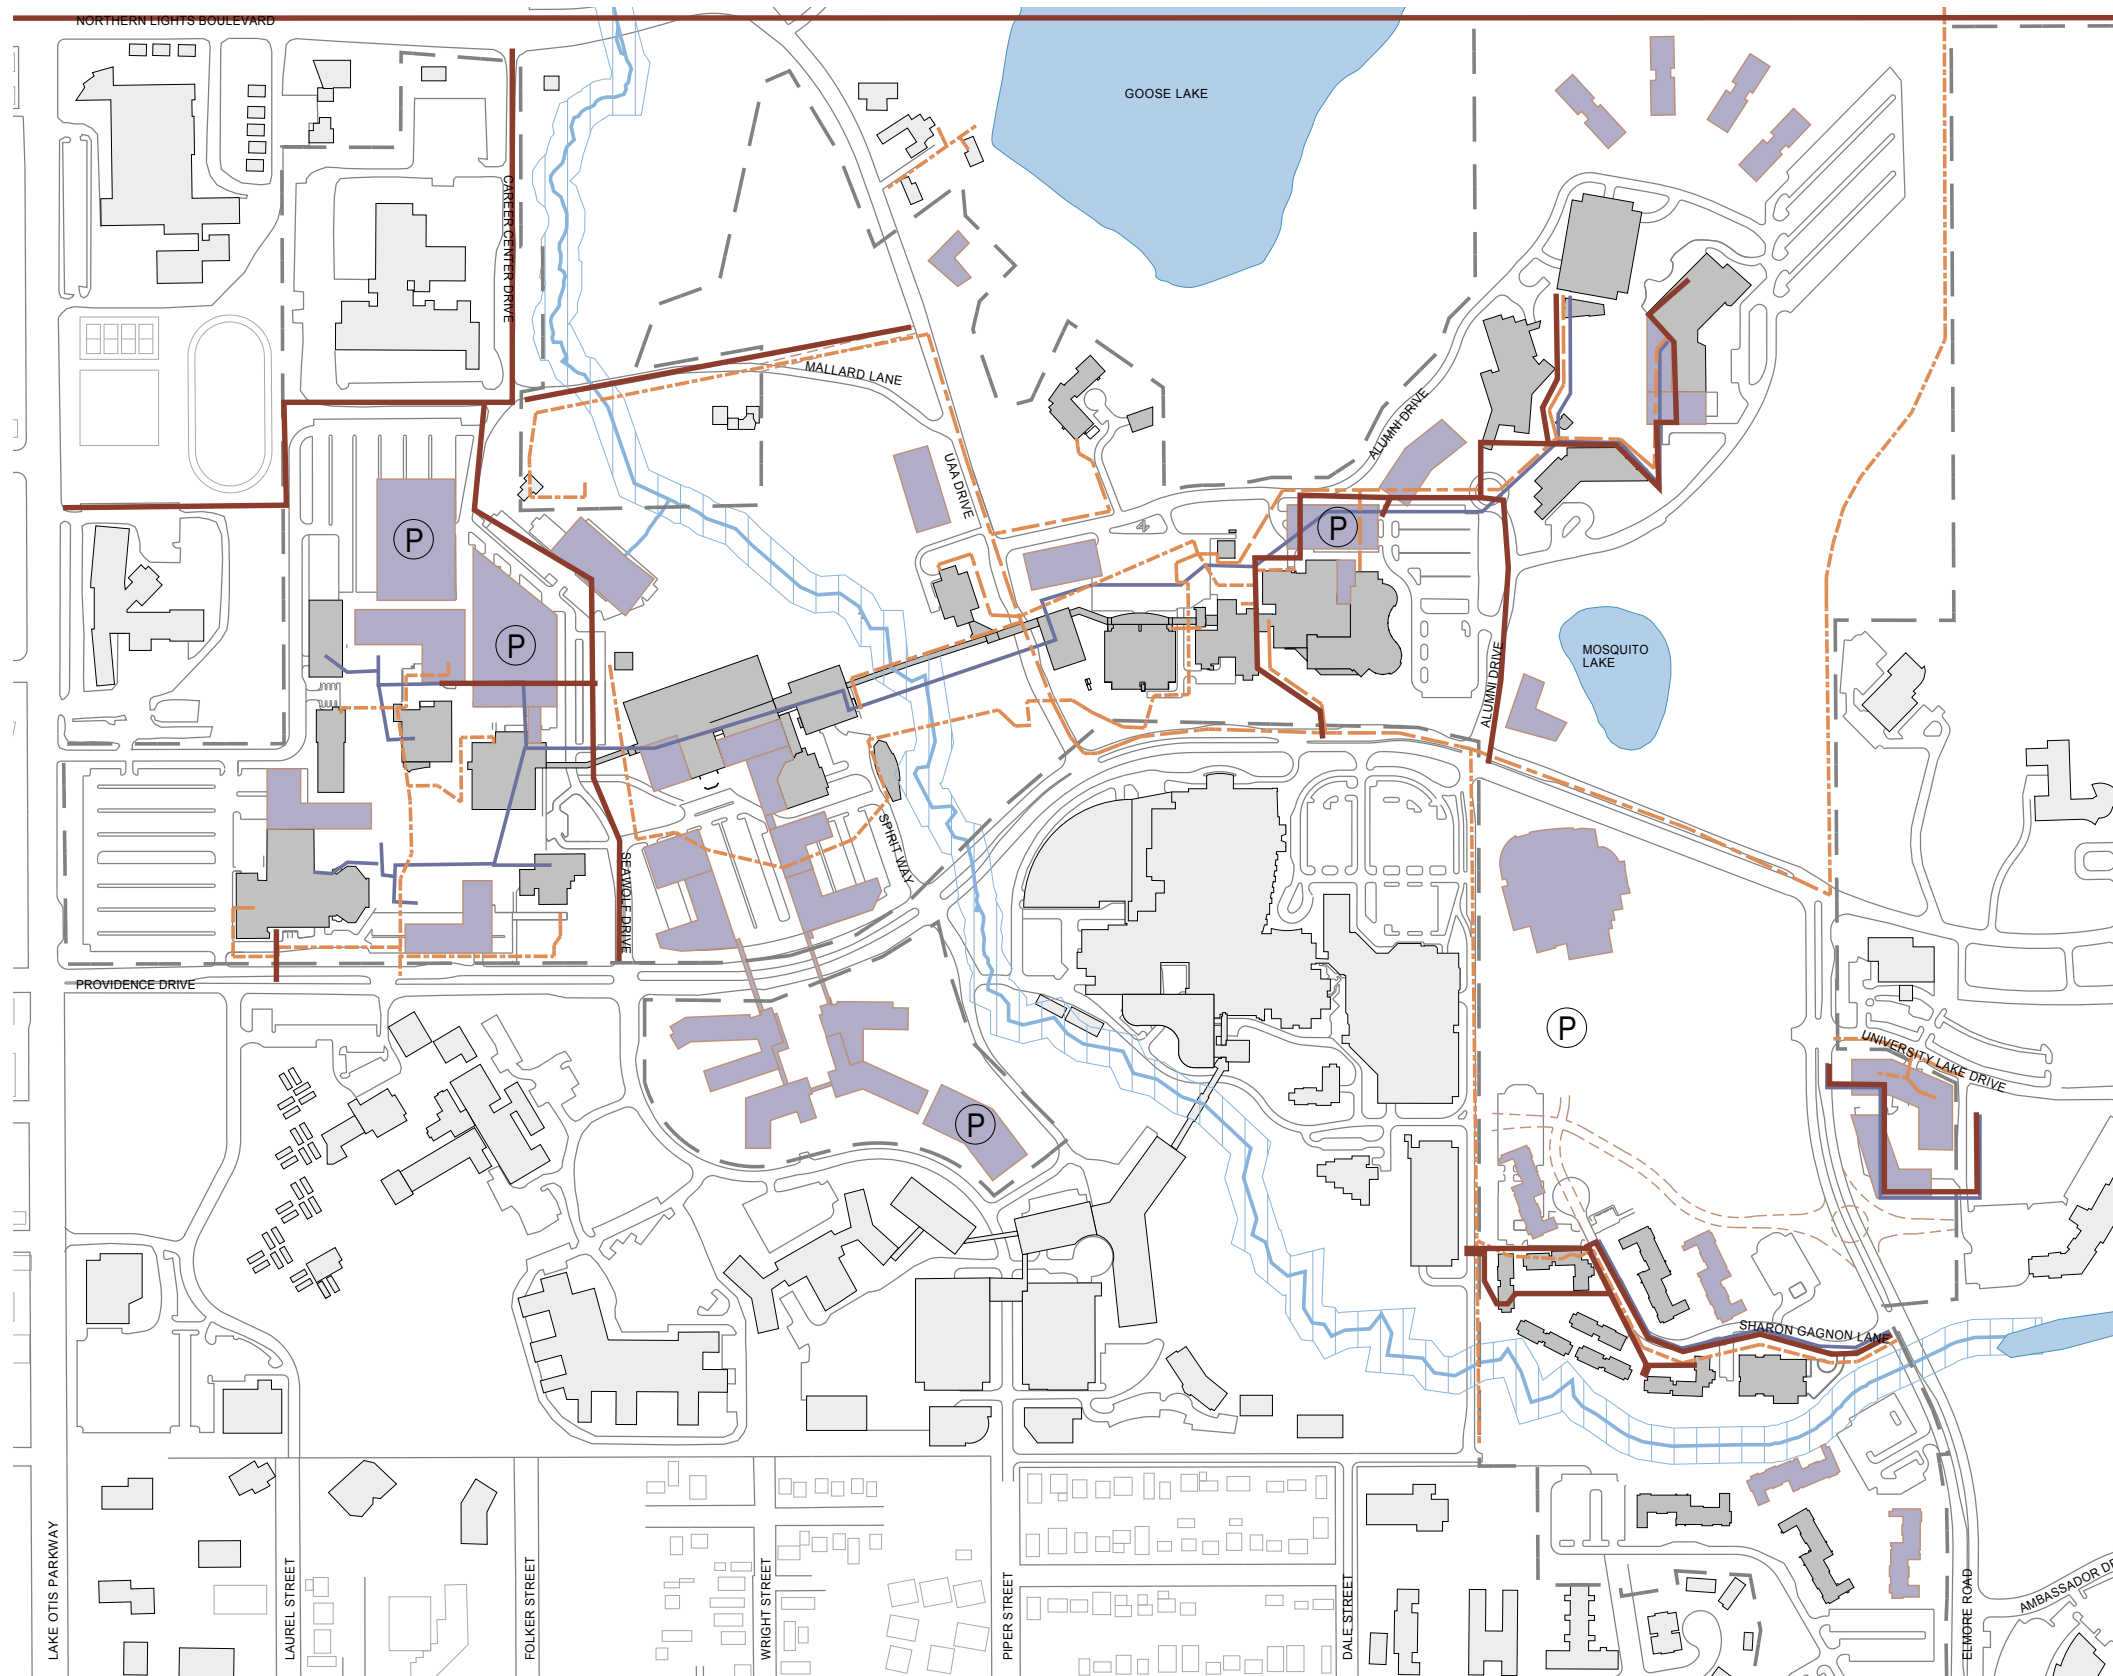 NORTHERN LIGHTS BOULEVARD
GOOSE LAKE
CAREER CENTER DRIVE
MALLARD LANE
ALUMNI DRIVE
UAA DRIVE
P
P
P
MOSQUITO
LAKE
ALUMNI DRIVE
SPIRIT WAY
SEAWOLF DRIVE
PROVIDENCE DRIVE
P
UNIVERSITY LAKE DRIVE
P
SHARON GAGNON LANE
LAKE OTIS PARKWAY
LAUREL STREET
FOLKER STREET
WRIGHT STREET
PIPER STREET
DALE STREET
ELMORE ROAD
AMBASSADOR